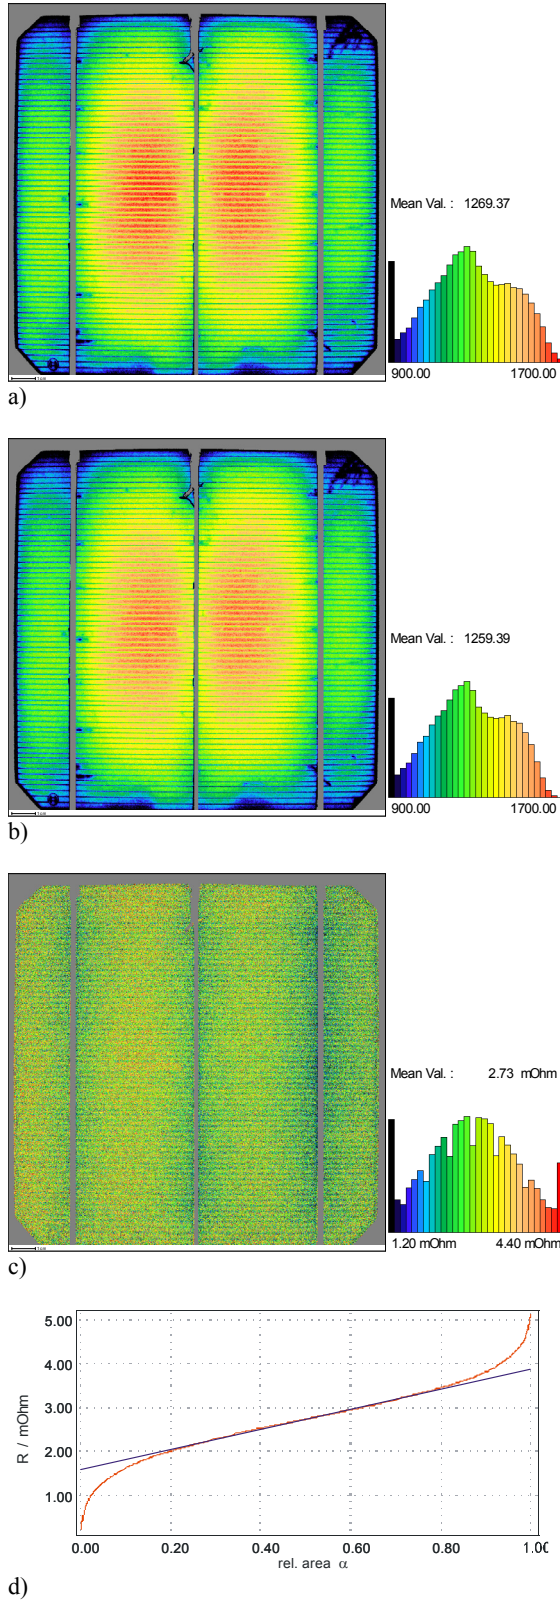 Mean Val. : 1269.37
900.00 1700.00
a)
Mean Val. : 1259.39
900.00 1700.00
b)
Mean Val. : 2.73 mOhm
1.20 mOhm 4.40 mOhm
c)
5.00
4.00
3.00
2.00
1.00
R / mOhm
0.00 0.20 0.40 0.60 0.80 1.00
rel. area α
d)